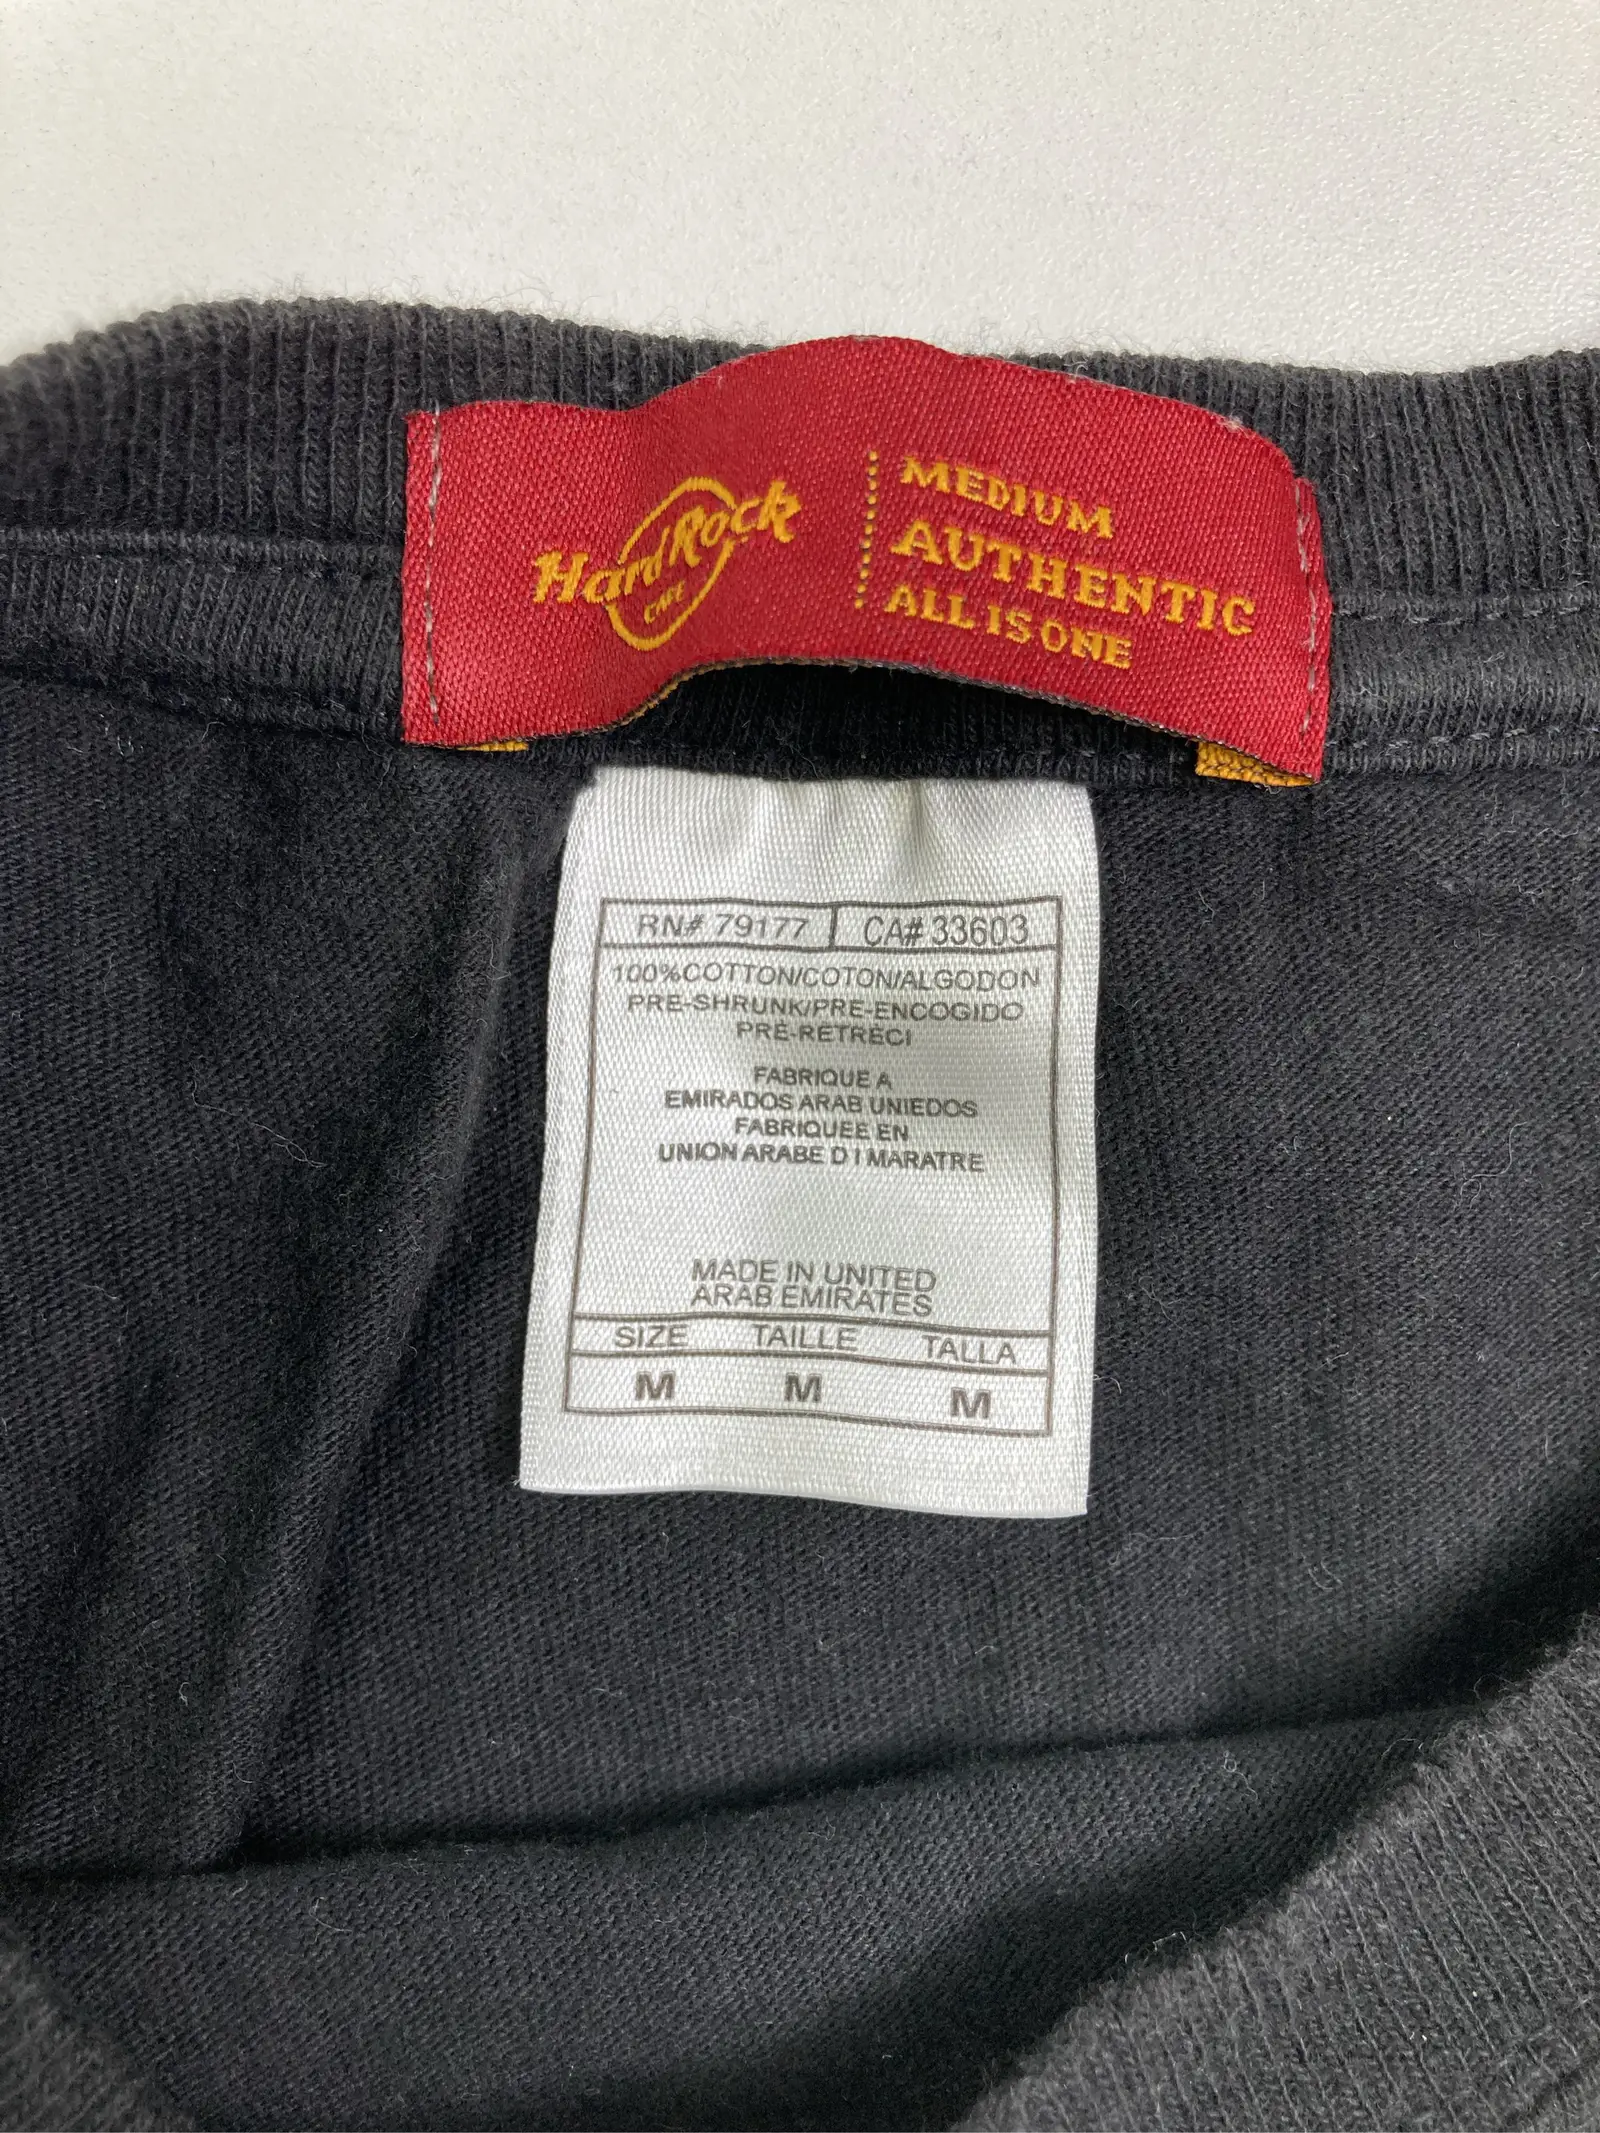 Hard Rock
CAFE
MEDIUM
AUTHENTIC
ALL IS ONE
RN# 79177 CA# 33603
100%COTTON/COTON/ALGODON
PRE-SHRUNK/PRE-ENCOGIDO
PRE-RETRECI
FABRIQUE A
EMIRADOS ARAB UNIEDOS
FABRIQUEE EN
UNION ARABE D I MARATRE
MADE IN UNITED
ARAB EMIRATES
SIZE TAILLE TALLA
M M M